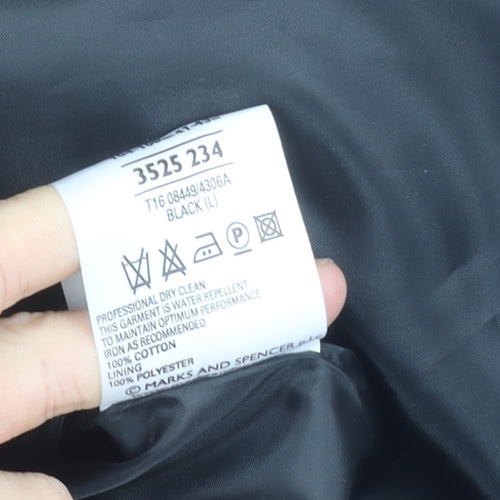 3525 234
T16 08449/4306A
BLACK (L)
P
PROFESSIONAL DRY CLEAN
THIS GARMENT IS WATER REPELLENT
TO MAINTAIN OPTIMUM PERFORMANCE
IRON AS RECOMMENDED
100% COTTON
LINING
100% POLYESTER
© MARKS AND SPENCER